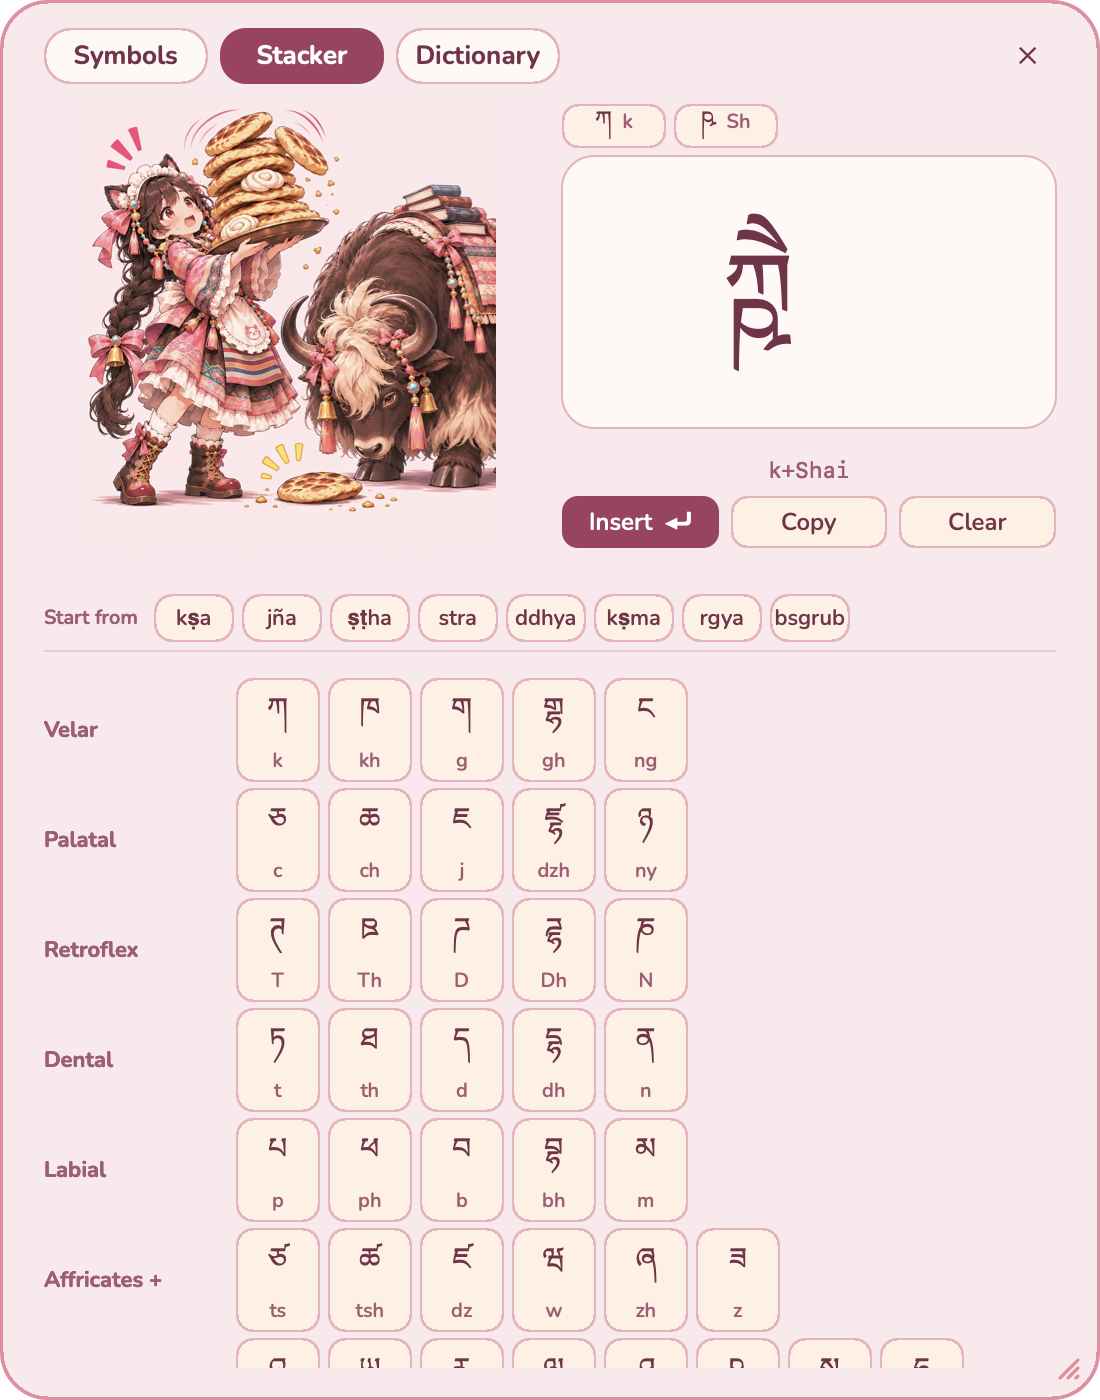 Symbols Stacker Dictionary ×
ཀ k ཥ Sh
ཀྵཻ
k+Shai
Insert Copy Clear
Start from kṣa jña ṣṭha stra ddhya kṣma rgya bsgrub
Velar ཀ k ཁ kh ག g གྷ gh ང ng
Palatal ཅ c ཆ ch ཇ j ཛྷ dzh ཉ ny
Retroflex ཊ T ཋ Th ཌ D ཌྷ Dh ཎ N
Dental ཏ t ཐ th ད d དྷ dh ན n
Labial པ p ཕ ph བ b བྷ bh མ m
Affricates + ཙ ts ཚ tsh ཛ dz ཝ w ཞ zh ཟ z